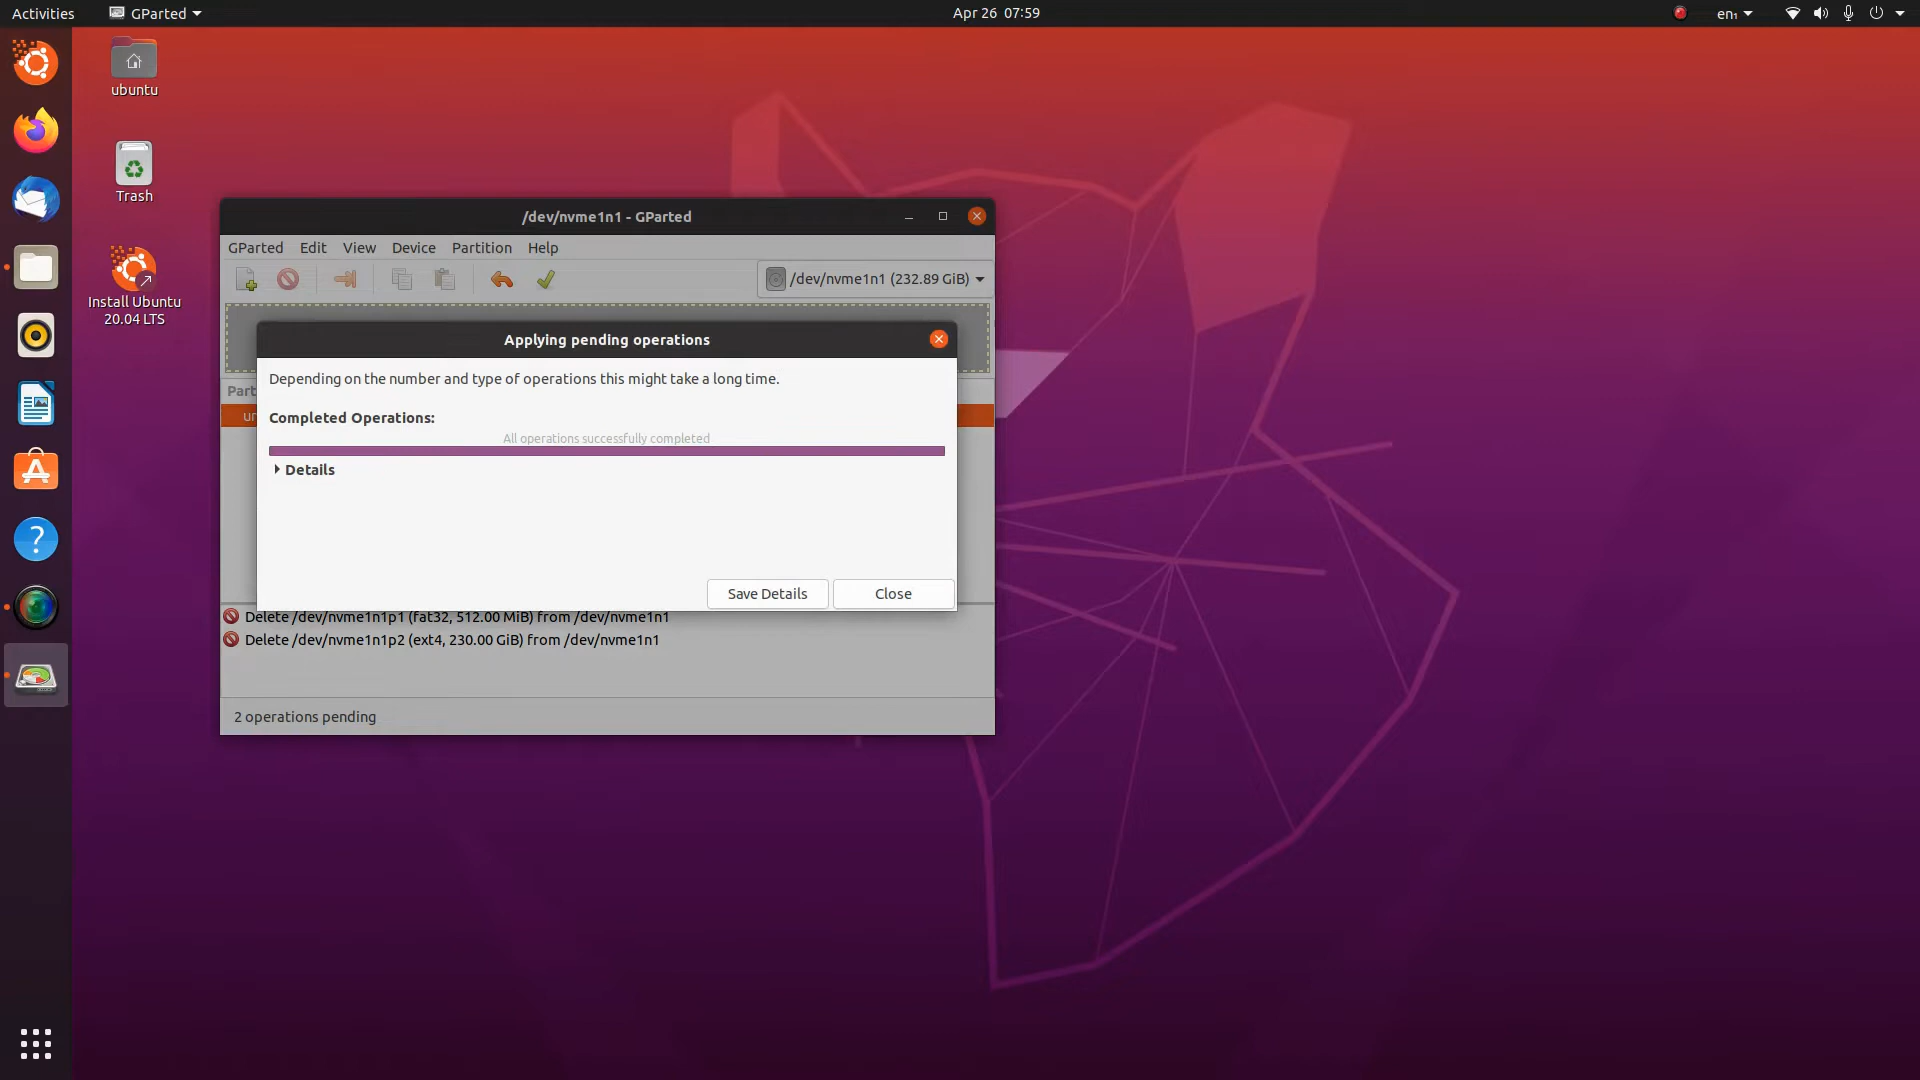 Activities
GParted
Apr 26 07:59
en₁
ubuntu
Trash
Install Ubuntu
20.04 LTS
/dev/nvme1n1 - GParted
GParted Edit View Device Partition Help
/dev/nvme1n1 (232.89 GiB)
Applying pending operations
Depending on the number and type of operations this might take a long time.
Completed Operations:
All operations successfully completed
Details
Save Details
Close
Delete /dev/nvme1n1p1 (fat32, 512.00 MiB) from /dev/nvme1n1
Delete /dev/nvme1n1p2 (ext4, 230.00 GiB) from /dev/nvme1n1
2 operations pending